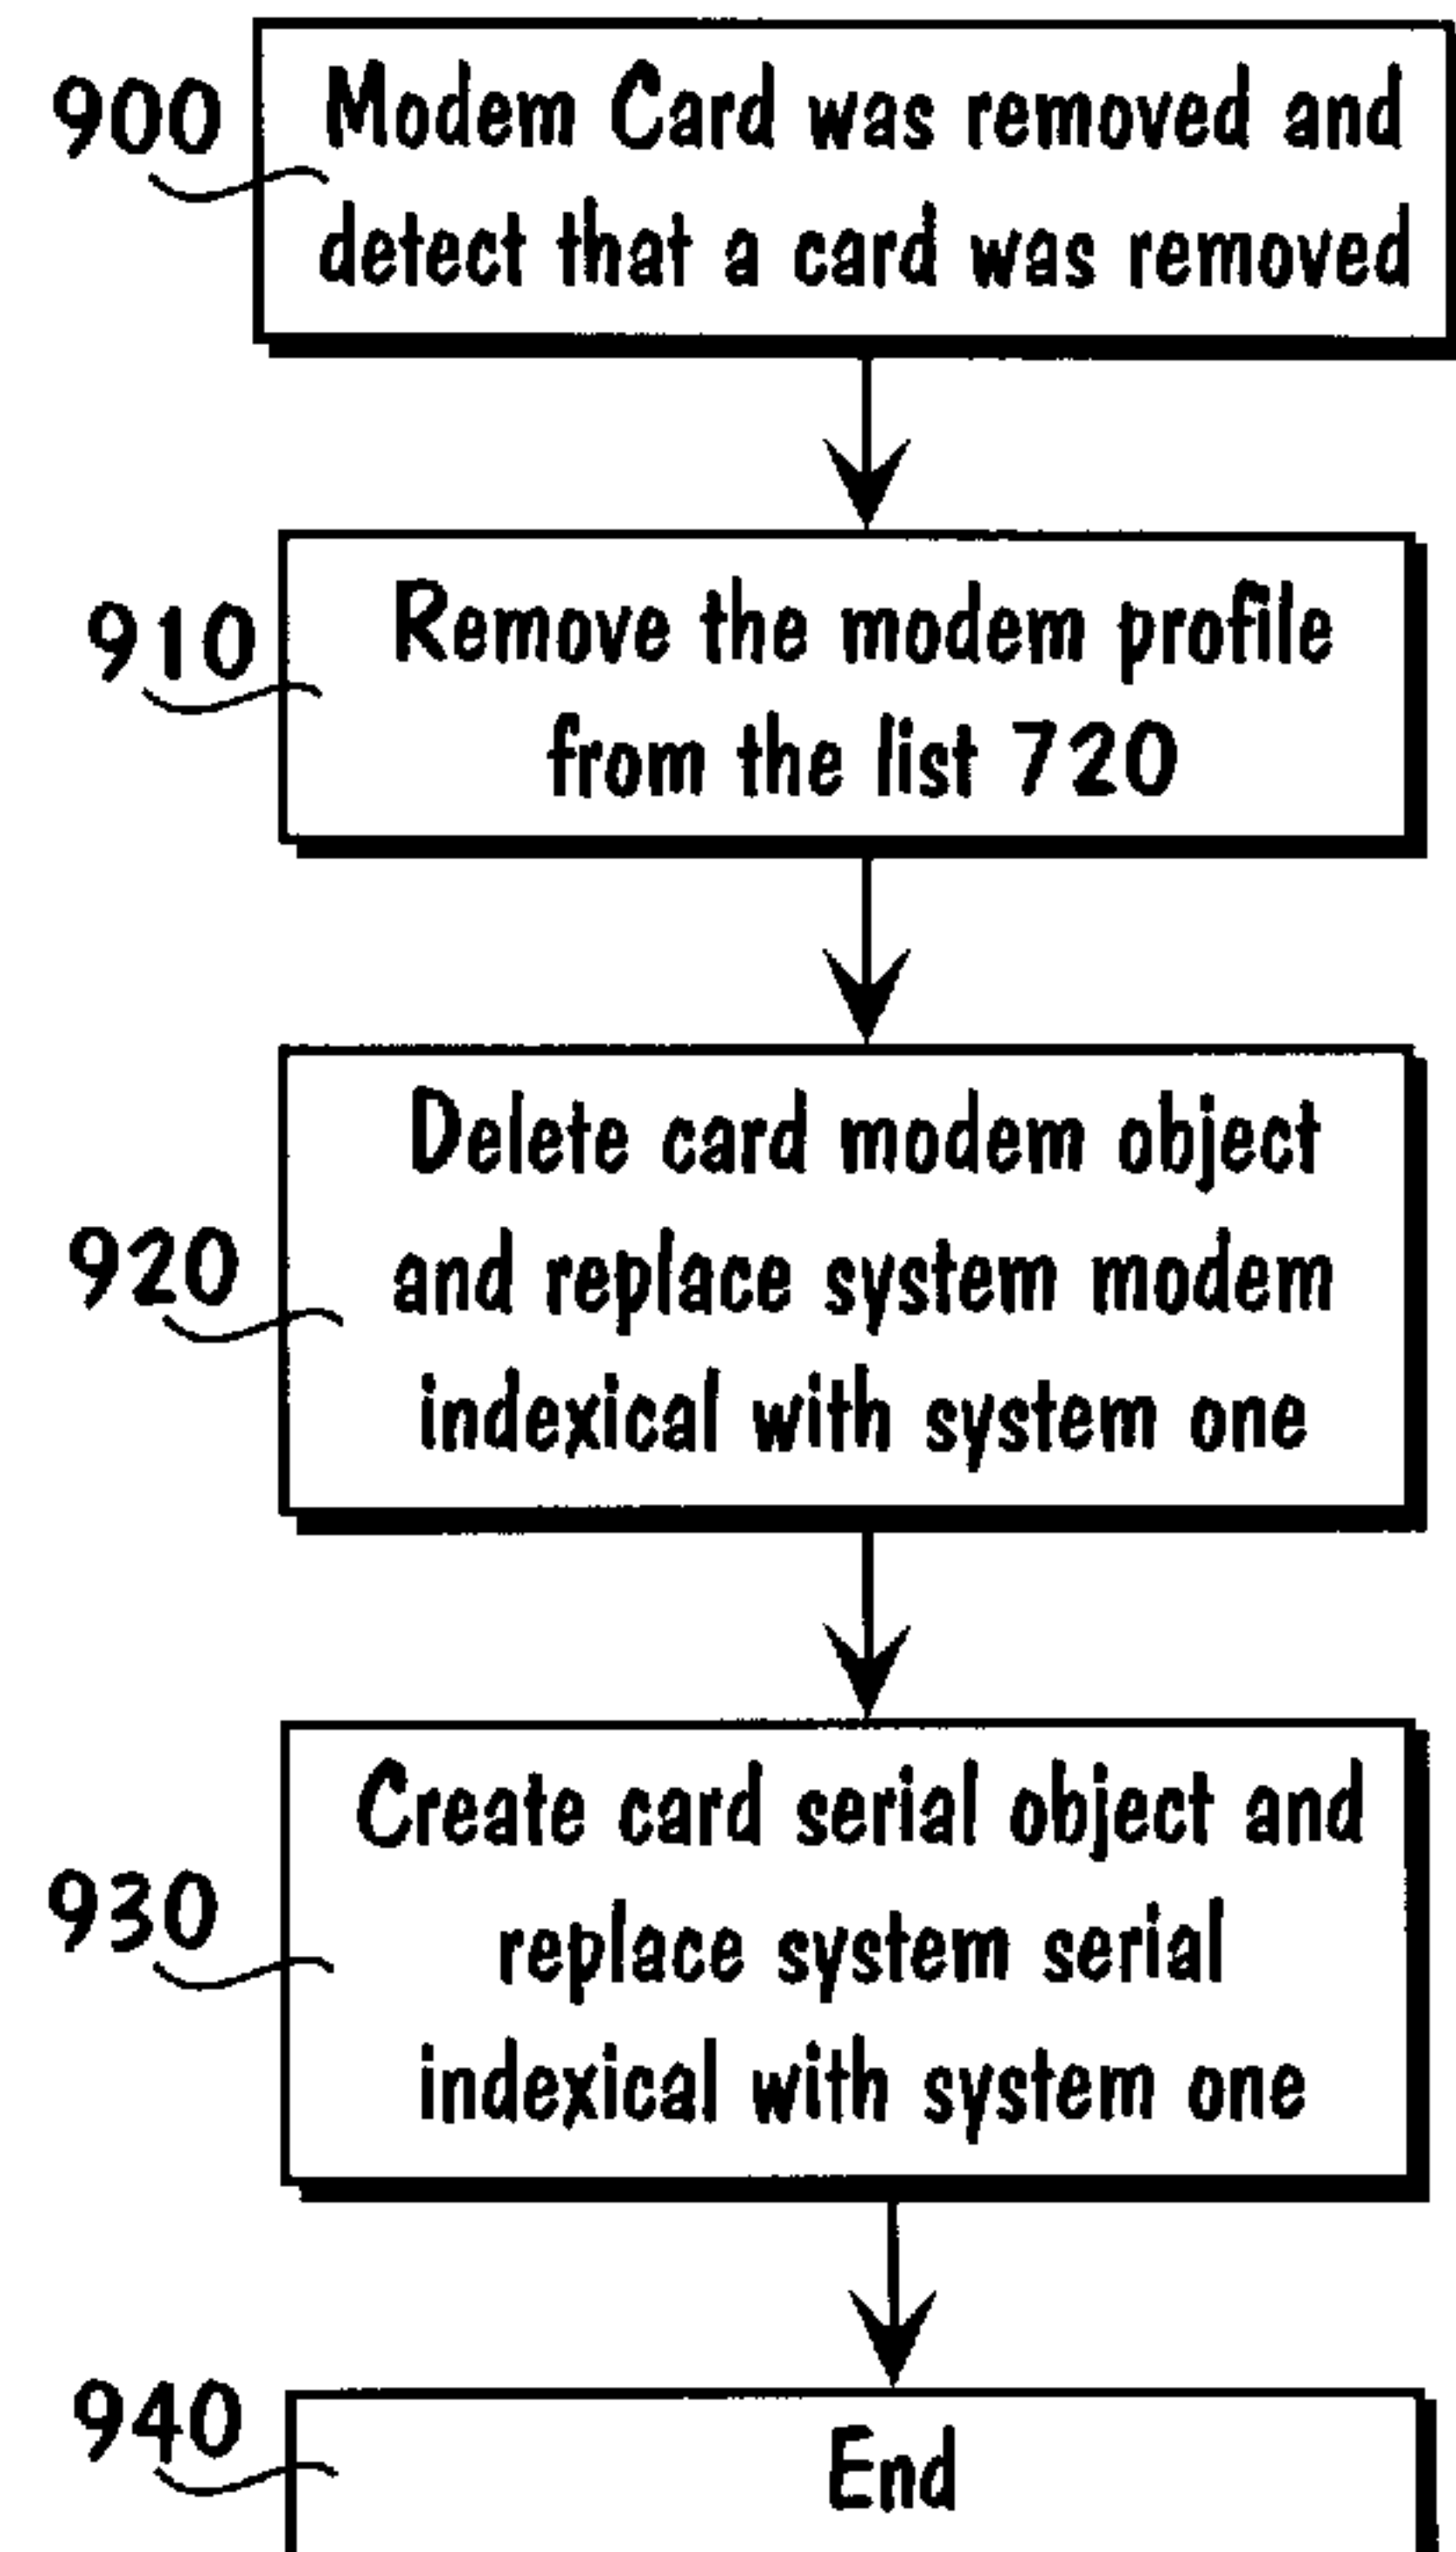 900
Modem Card was removed and
detect that a card was removed
910
Remove the modem profile
from the list 720
920
Delete card modem object
and replace system modem
indexical with system one
930
Create card serial object and
replace system serial
indexical with system one
940
End